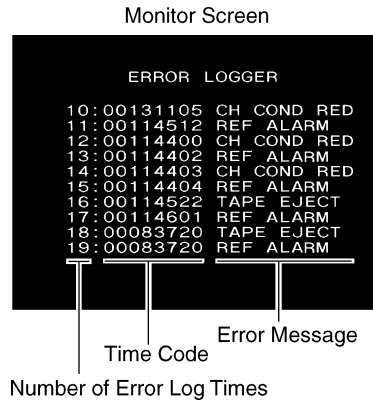 Monitor Screen
ERROR LOGGER
10:00131105 CH COND RED
11:00114512 REF ALARM
12:00114400 CH COND RED
13:00114402 REF ALARM
14:00114403 CH COND RED
15:00114404 REF ALARM
16:00114522 TAPE EJECT
17:00114601 REF ALARM
18:00083720 TAPE EJECT
19:00083720 REF ALARM
Error Message
Time Code
Number of Error Log Times